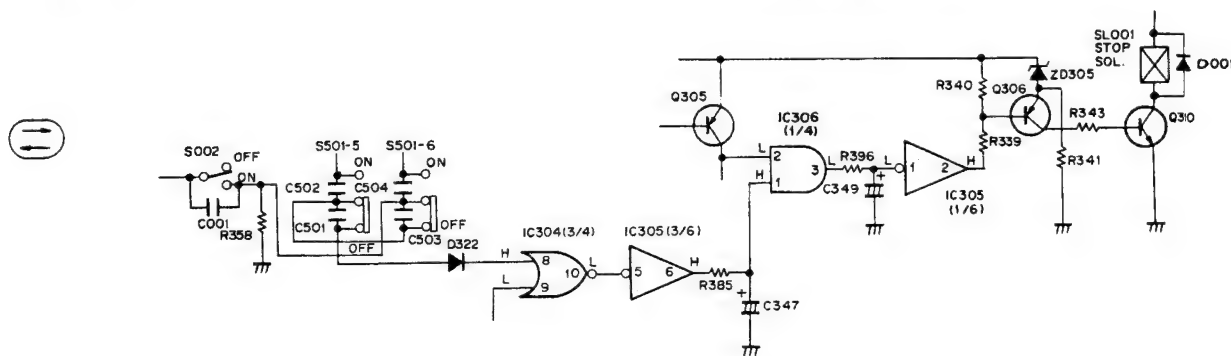 SL001
STOP
SOL.
D001
ZD305
R340
Q306
Q305
R343
Q310
IC306
(1/4)
R339
R341
L
2
H
1
3
L
R396
L
1
2
H
C349
IC305
(1/6)
S002
OFF
ON
C001
R358
S501-5
S501-6
ON
ON
C502
C504
C501
C503
OFF
OFF
D322
IC304(3/4)
IC305(3/6)
H
8
L
9
10
L
5
6
H
R385
C347